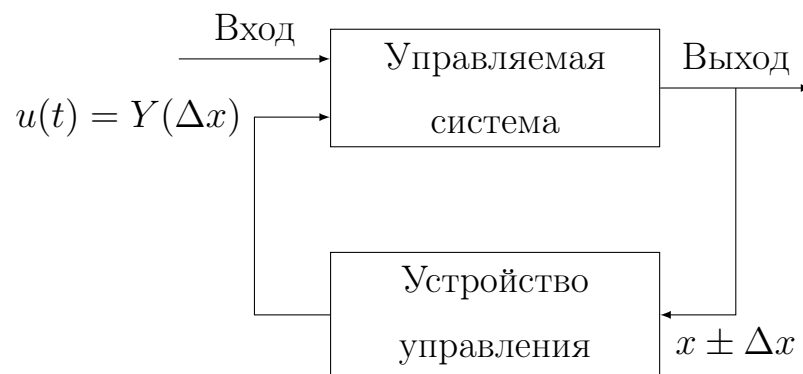 Вход
Управляемая
система
Выход
u(t) = Y(Δx)
Устройство
управления
x ± Δx